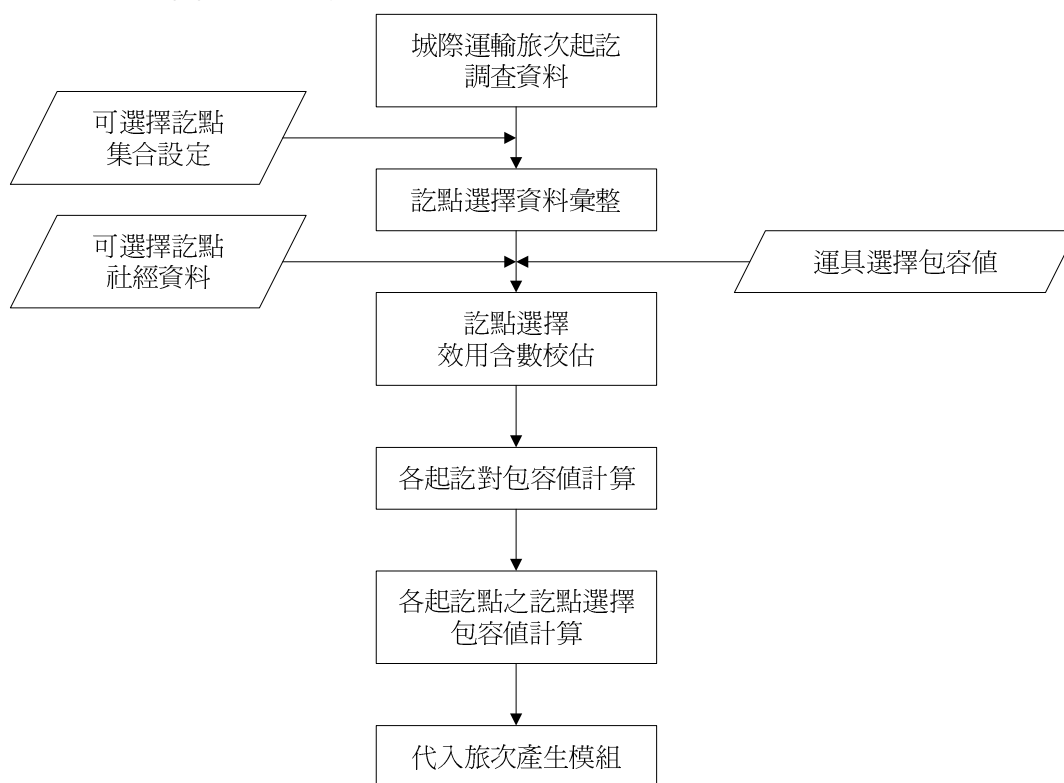 城際運輸旅次起訖
調查資料
可選擇訖點
集合設定
訖點選擇資料彙整
可選擇訖點
社經資料
運具選擇包容值
訖點選擇
效用含數校估
各起訖對包容值計算
各起訖點之訖點選擇
包容值計算
代入旅次產生模組